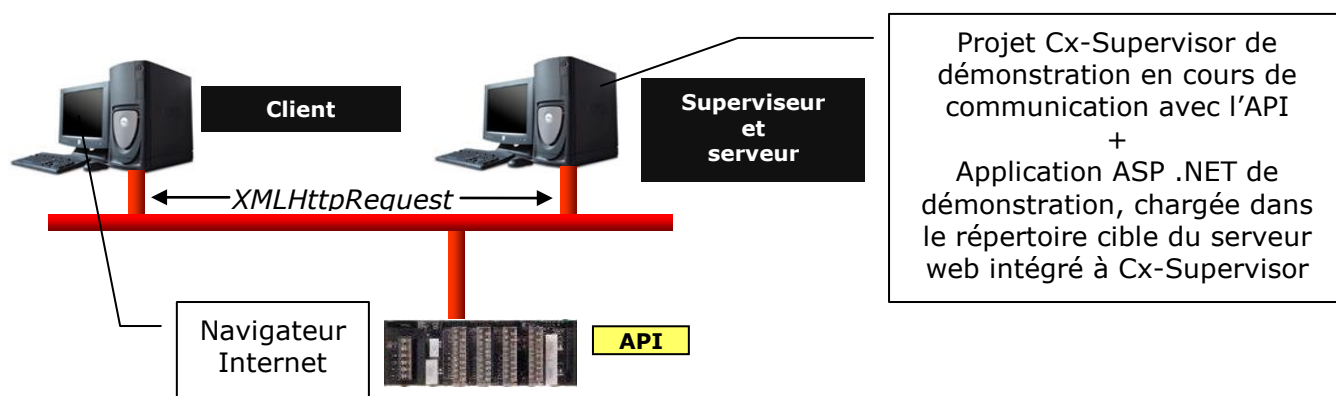 Client
Superviseur
et
serveur
Projet Cx-Supervisor de
démonstration en cours de
communication avec l’API
+
Application ASP .NET de
démonstration, chargée dans
le répertoire cible du serveur
web intégré à Cx-Supervisor
XMLHttpRequest
Navigateur
Internet
API